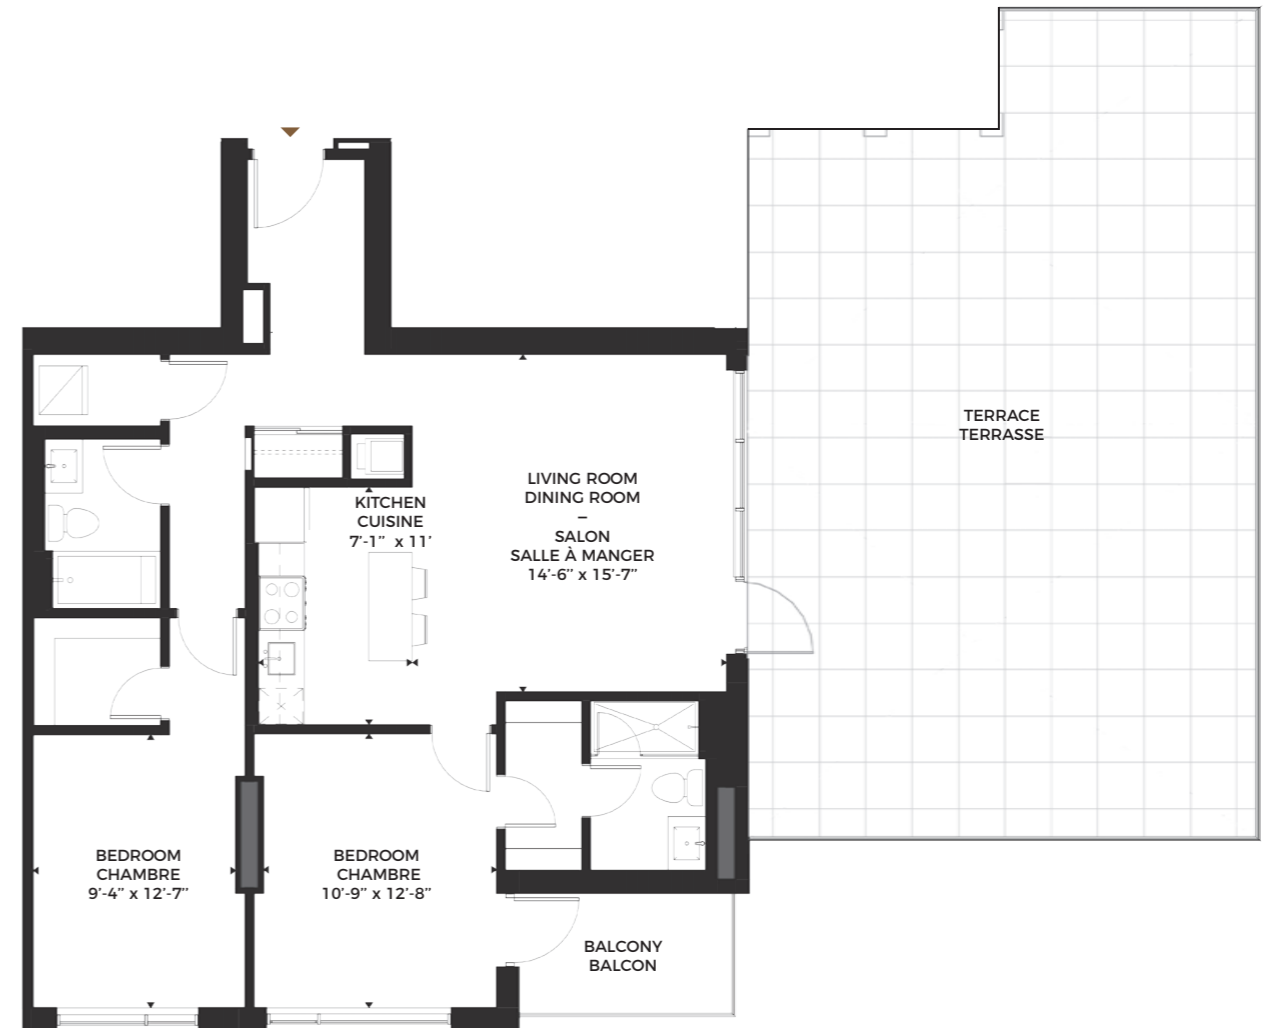 TERRACE
TERRASSE
LIVING ROOM
DINING ROOM
–
SALON
SALLE À MANGER
14’-6” x 15’-7”
KITCHEN
CUISINE
7’-1” x 11’
BEDROOM
CHAMBRE
9’-4” x 12’-7”
BEDROOM
CHAMBRE
10’-9” x 12’-8”
BALCONY
BALCON